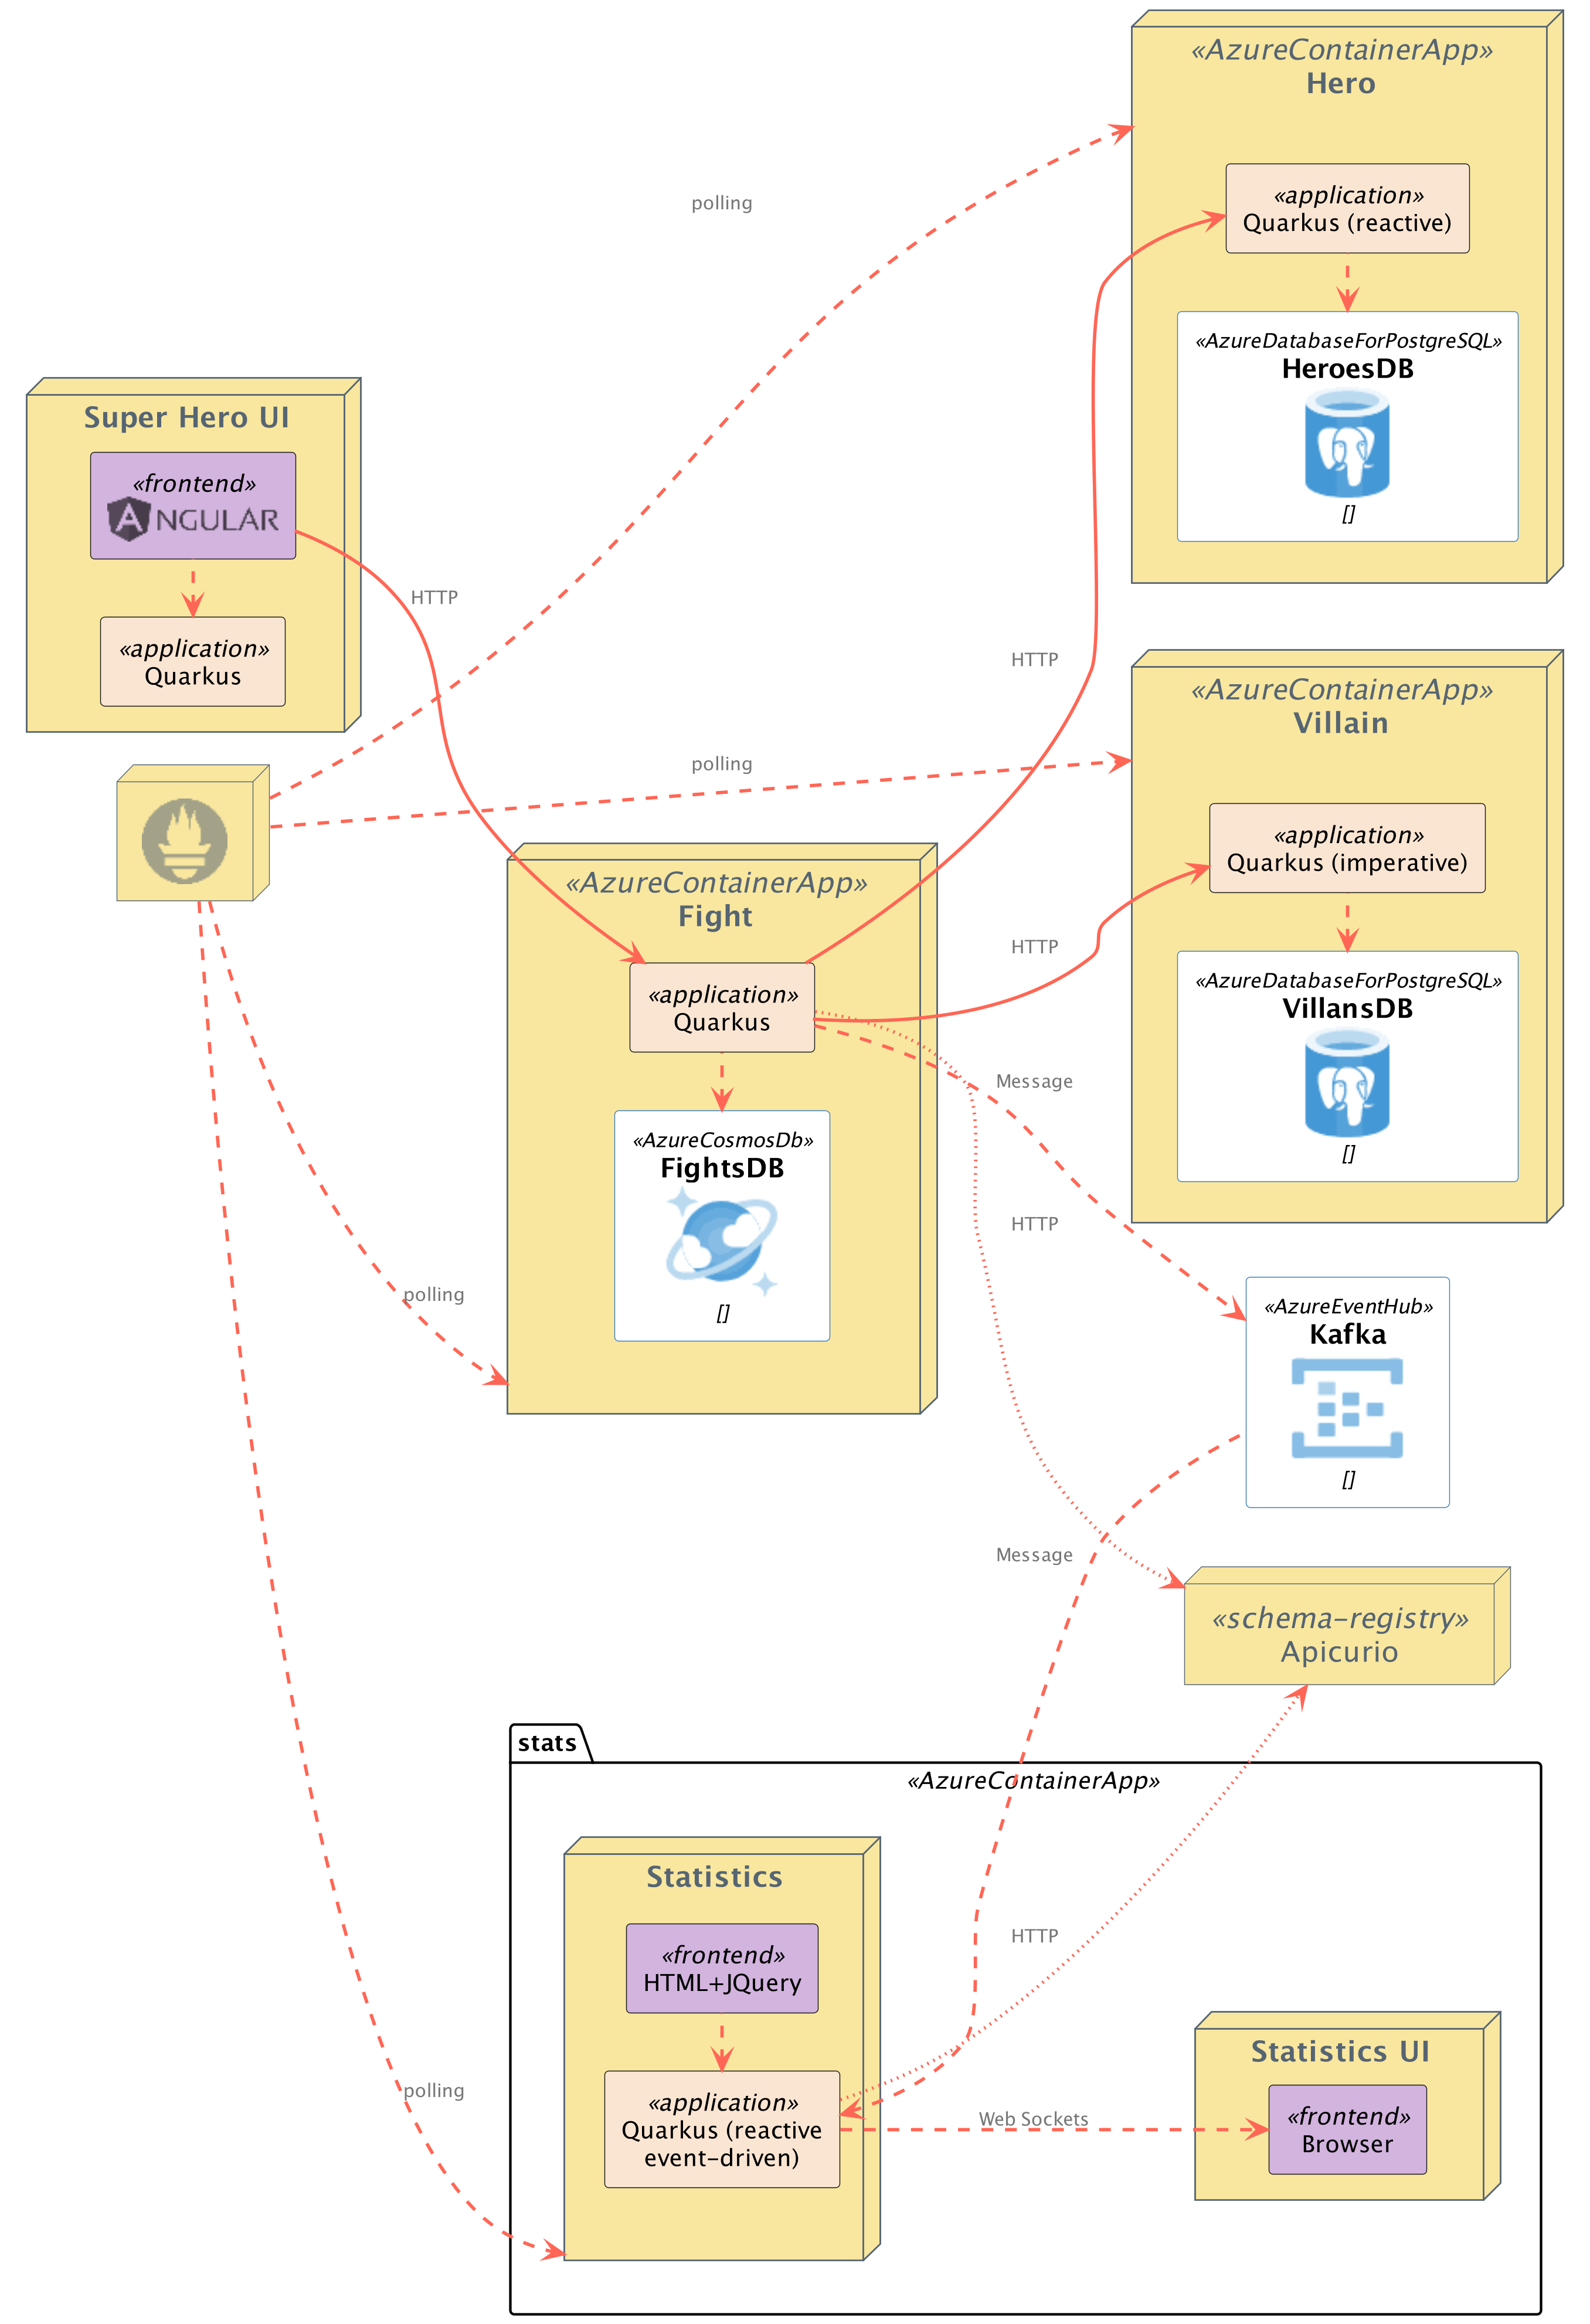 «AzureContainerApp»
Hero
polling
«application»
Quarkus (reactive)
«AzureDatabaseForPostgreSQL»
HeroesDB
[]
Super Hero UI
«frontend»
ANGULAR
HTTP
«application»
Quarkus
HTTP
«AzureContainerApp»
Villain
polling
«application»
Quarkus (imperative)
«AzureContainerApp»
Fight
HTTP
«application»
Quarkus
«AzureDatabaseForPostgreSQL»
VillansDB
[]
Message
«AzureCosmosDb»
FightsDB
[]
HTTP
polling
«AzureEventHub»
Kafka
[]
Message
«schema-registry»
Apicurio
stats
«AzureContainerApp»
Statistics
«frontend»
HTML+JQuery
HTTP
Statistics UI
polling
«application»
Quarkus (reactive
event-driven)
Web Sockets
«frontend»
Browser